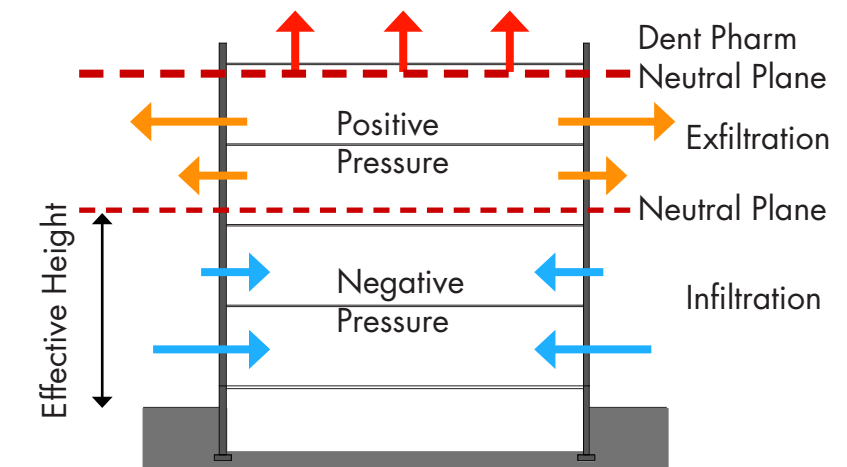 Dent Pharm
Neutral Plane
Positive
Pressure
Exfiltration
Neutral Plane
Effective Height
Negative
Pressure
Infiltration